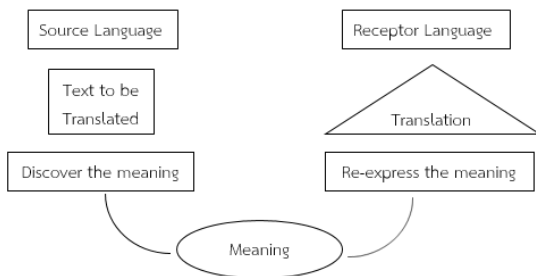 Source Language
Receptor Language
Text to be
Translated
Translation
Discover the meaning
Re-express the meaning
Meaning